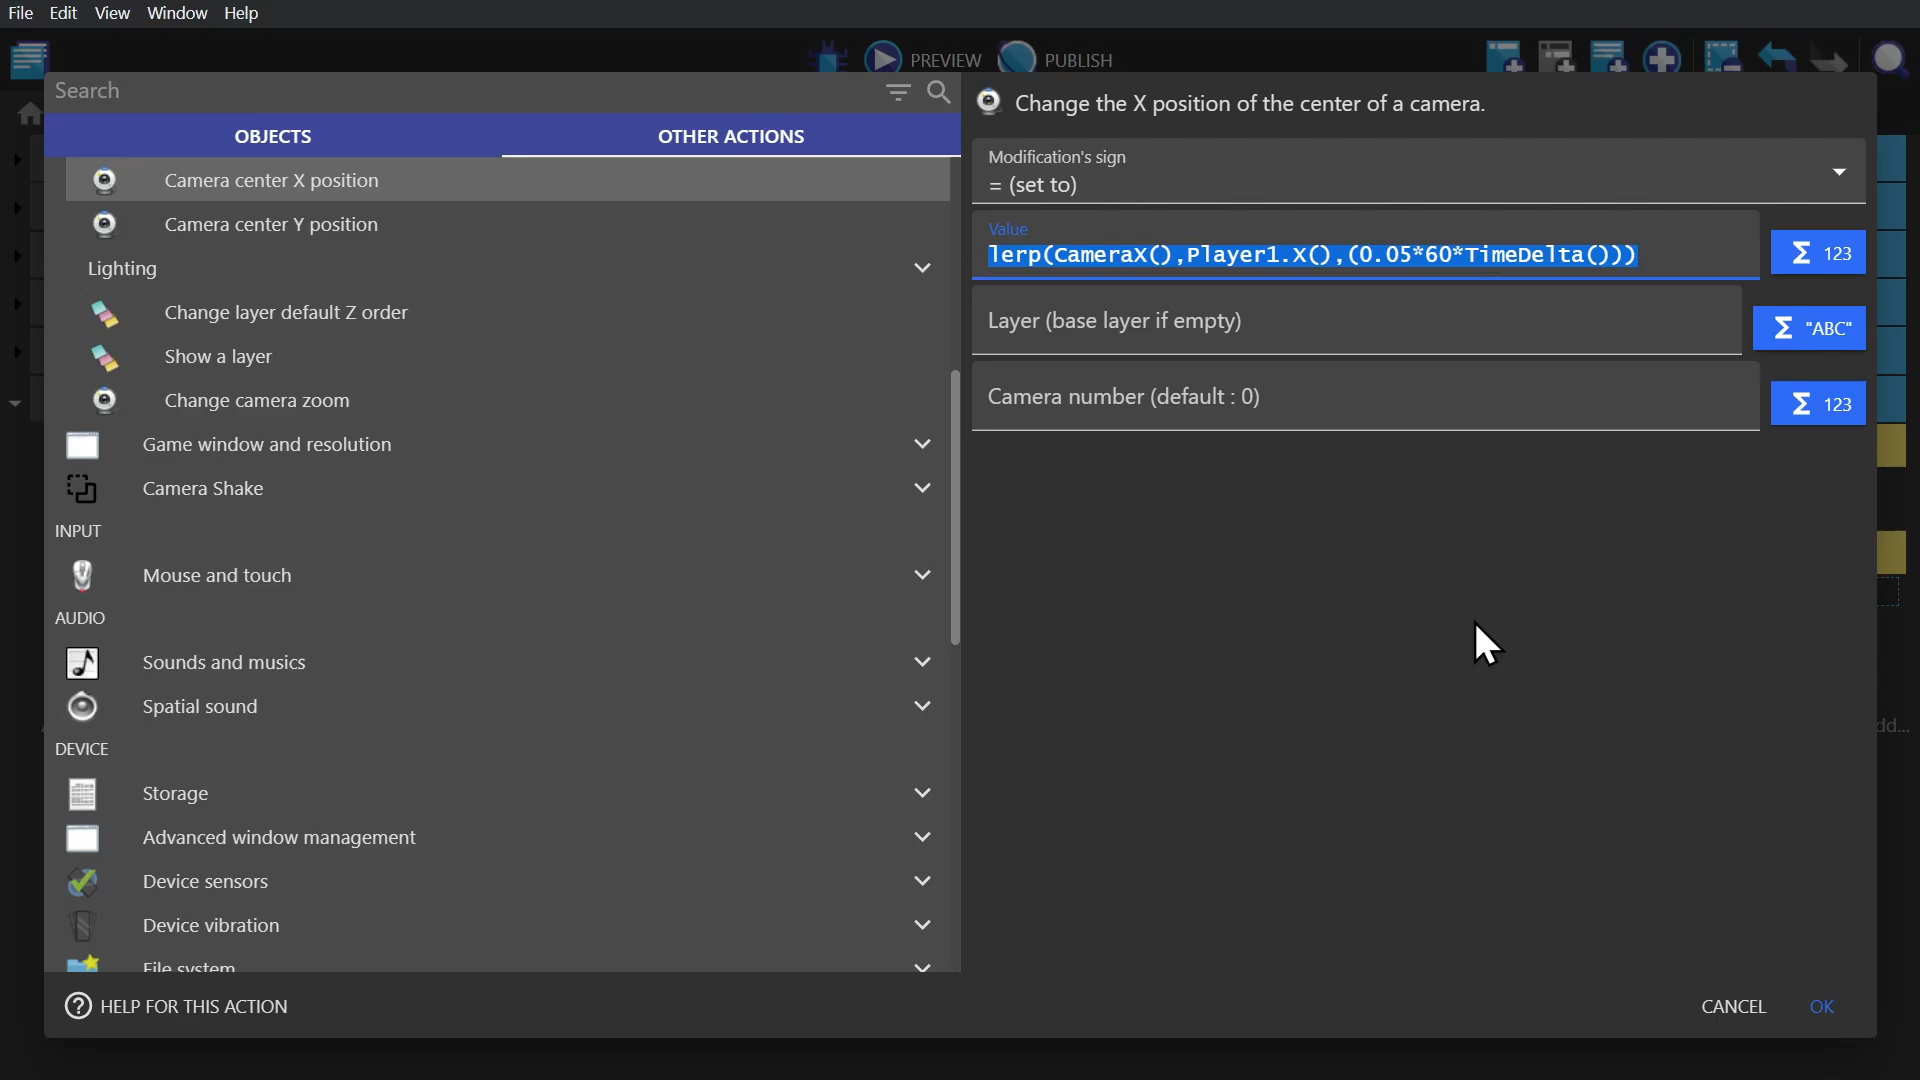 File Edit View Window Help
PREVIEW PUBLISH
Search
OBJECTS OTHER ACTIONS
Camera center X position
Camera center Y position
Lighting
Change layer default Z order
Show a layer
Change camera zoom
Game window and resolution
Camera Shake
INPUT
Mouse and touch
AUDIO
Sounds and musics
Spatial sound
DEVICE
Storage
Advanced window management
Device sensors
Device vibration
File system
HELP FOR THIS ACTION
Change the X position of the center of a camera.
Modification's sign
= (set to)
Value
lerp(CameraX(),Player1.X(),(0.05*60*TimeDelta()))
Σ 123
Layer (base layer if empty)
Σ "ABC"
Camera number (default : 0)
Σ 123
dd...
CANCEL OK